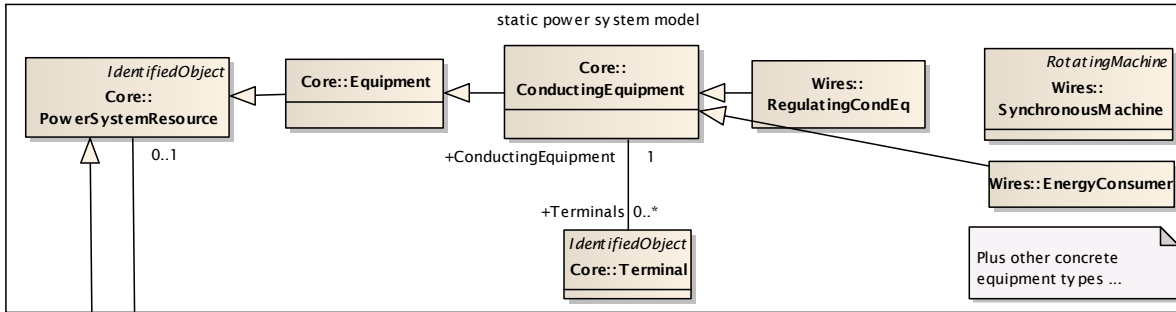 static power system model
IdentifiedObject
Core::
PowerSystemResource
Core::Equipment
Core::
ConductingEquipment
Wires::
RegulatingCondEq
RotatingMachine
Wires::
SynchronousMachine
0..1
+ConductingEquipment 1
Wires::EnergyConsumer
+Terminals 0..*
IdentifiedObject
Core::Terminal
Plus other concrete
equipment types ...